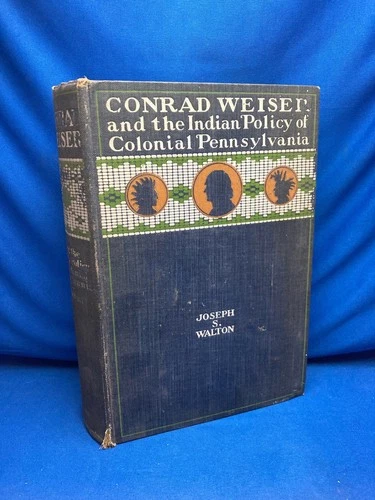 CONRAD WEISER
and the Indian Policy of
Colonial Pennsylvania
JOSEPH
S.
WALTON